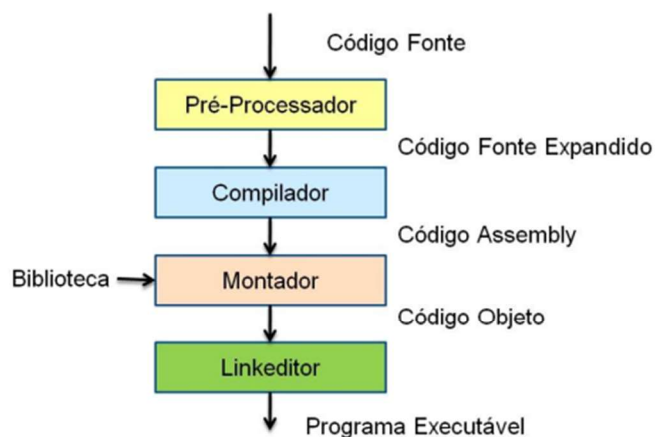 Código Fonte
Pré-Processador
Código Fonte Expandido
Compilador
Código Assembly
Biblioteca
Montador
Código Objeto
Linkeditor
Programa Executável